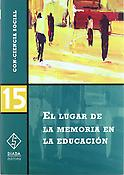 CON-CIENCIA SOCIAL
15
EL LUGAR DE
LA MEMORIA EN
LA EDUCACIÓN
DIADA
EDITORA